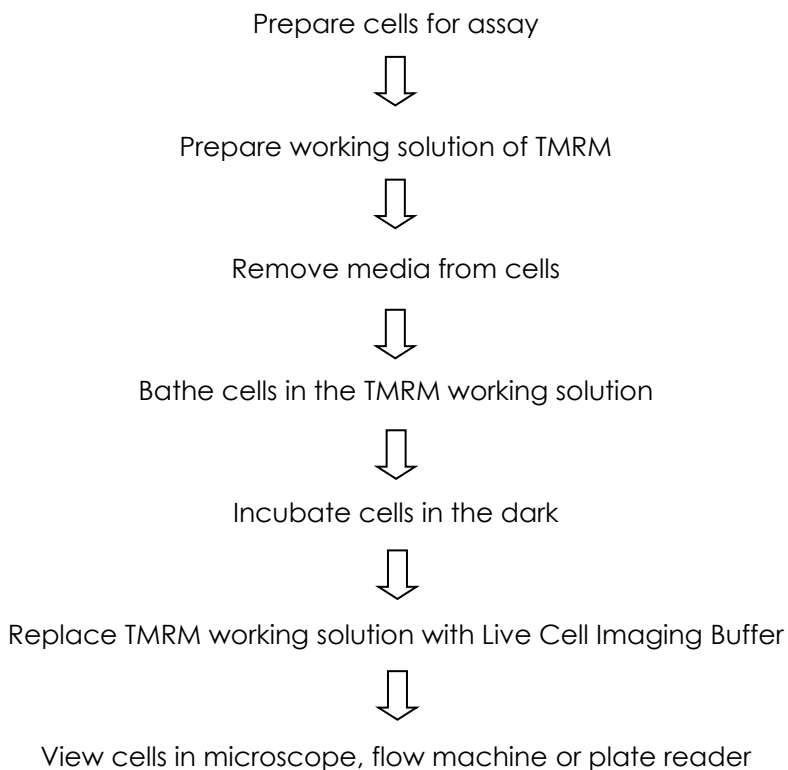 Prepare cells for assay
Prepare working solution of TMRM
Remove media from cells
Bathe cells in the TMRM working solution
Incubate cells in the dark
Replace TMRM working solution with Live Cell Imaging Buffer
View cells in microscope, flow machine or plate reader